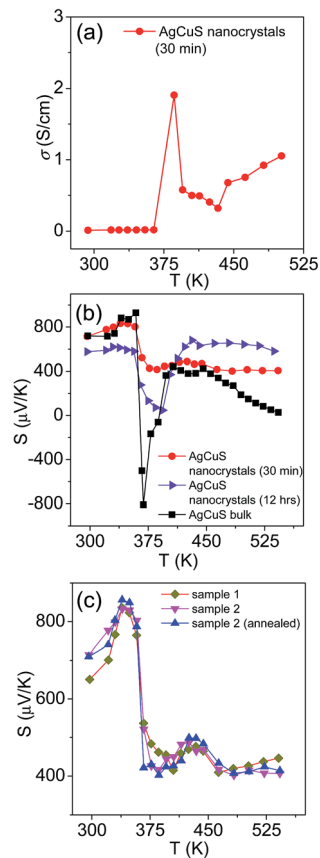 (a)
AgCuS nanocrystals
(30 min)
3
2
1
0
σ (S/cm)
300 375 450 525
T (K)
(b)
800
400
0
-400
-800
S (μV/K)
AgCuS
nanocrystals (30 min)
AgCuS
nanocrystals (12 hrs)
AgCuS bulk
300 375 450 525
T (K)
(c)
sample 1
sample 2
sample 2 (annealed)
800
600
400
S (μV/K)
300 375 450 525
T (K)